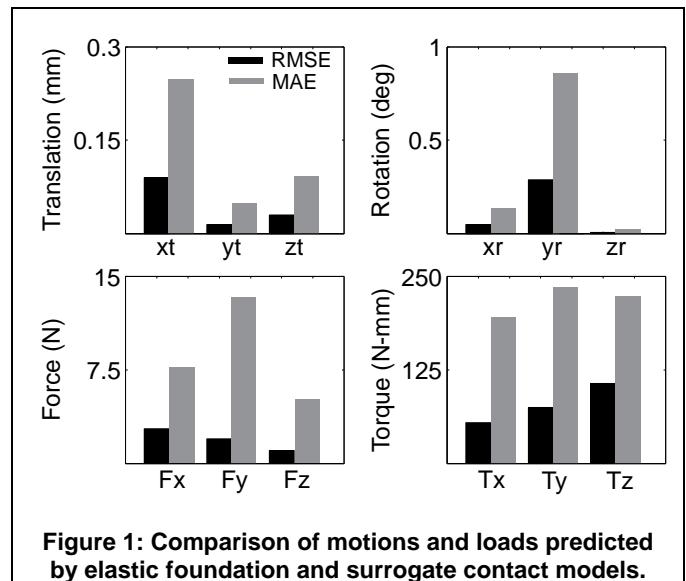 Translation (mm)
0.3
0.15
RMSE
MAE
xt yt zt
Rotation (deg)
1
0.5
xr yr zr
Force (N)
15
7.5
Fx Fy Fz
Torque (N-mm)
250
125
Tx Ty Tz
Figure 1: Comparison of motions and loads predicted
by elastic foundation and surrogate contact models.